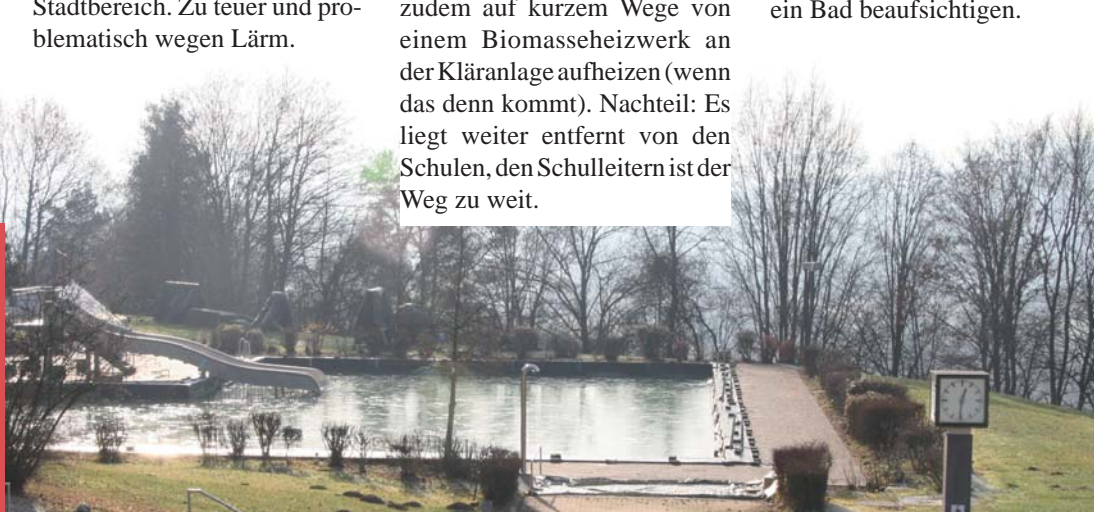 Stadtbereich. Zu teuer und pro-
blematisch wegen Lärm.
zudem auf kurzem Wege von
einem Biomasseheizwerk an
der Kläranlage aufheizen (wenn
das denn kommt). Nachteil: Es
liegt weiter entfernt von den
Schulen, den Schulleitern ist der
Weg zu weit.
ein Bad beaufsichtigen.